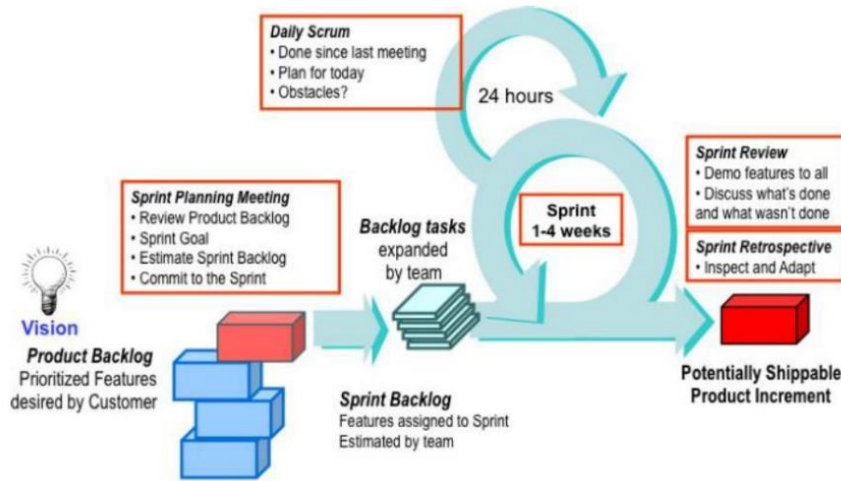 Daily Scrum
• Done since last meeting
• Plan for today
• Obstacles?
24 hours
Sprint Planning Meeting
• Review Product Backlog
• Sprint Goal
• Estimate Sprint Backlog
• Commit to the Sprint
Backlog tasks
expanded
by team
Sprint
1-4 weeks
Sprint Review
• Demo features to all
• Discuss what's done
and what wasn't done
Sprint Retrospective
• Inspect and Adapt
Vision
Product Backlog
Prioritized Features
desired by Customer
Sprint Backlog
Features assigned to Sprint
Estimated by team
Potentially Shippable
Product Increment